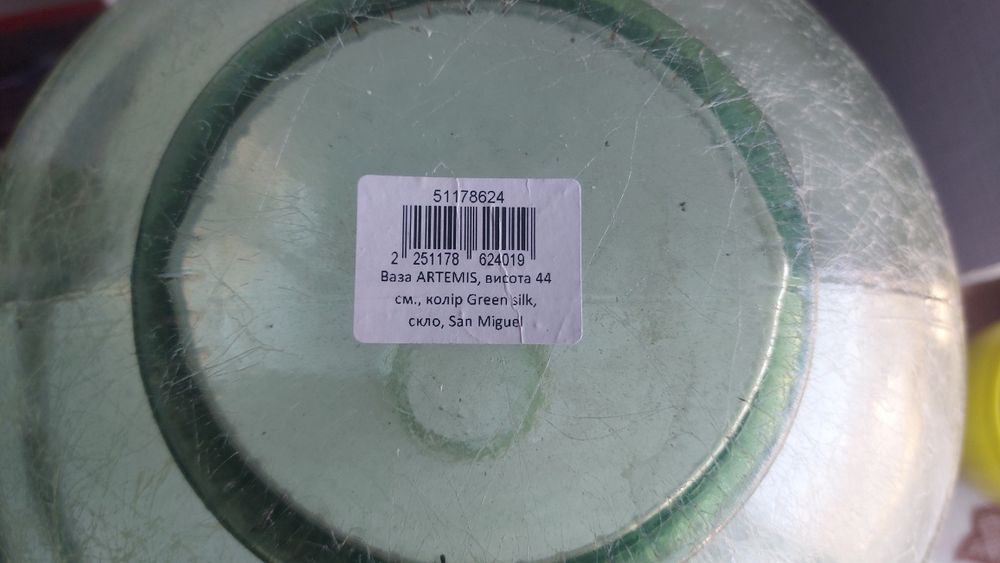 51178624
2 251178 624019
Ваза ARTEMIS, висота 44
см., колір Green silk,
скло, San Miguel